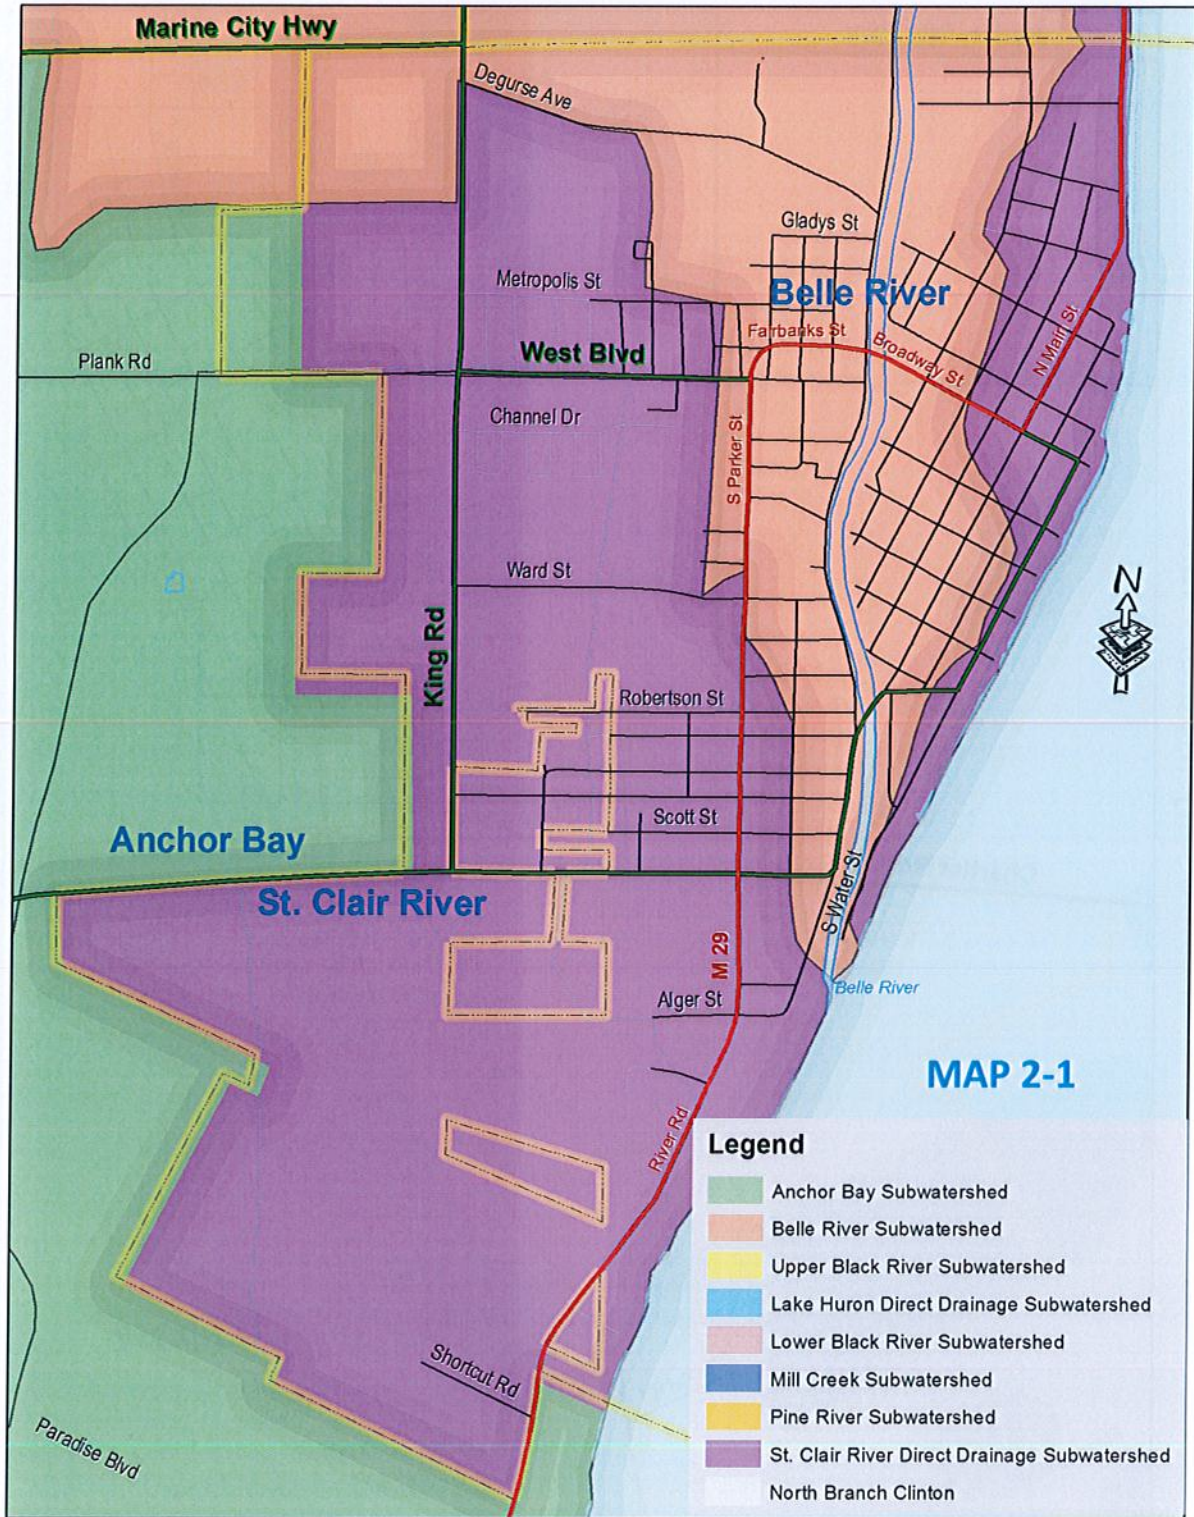 Marine City Hwy
Degurse Ave
Gladys St
Metropolis St
Belle River
Fairbanks St
Broadway St
N Main St
West Blvd
Plank Rd
Channel Dr
S Parker St
Ward St
N
King Rd
Robertson St
Scott St
Anchor Bay
St. Clair River
S Water St
M 29
Belle River
Alger St
MAP 2-1
River Rd
Shortcut Rd
Paradise Blvd
Legend
Anchor Bay Subwatershed
Belle River Subwatershed
Upper Black River Subwatershed
Lake Huron Direct Drainage Subwatershed
Lower Black River Subwatershed
Mill Creek Subwatershed
Pine River Subwatershed
St. Clair River Direct Drainage Subwatershed
North Branch Clinton